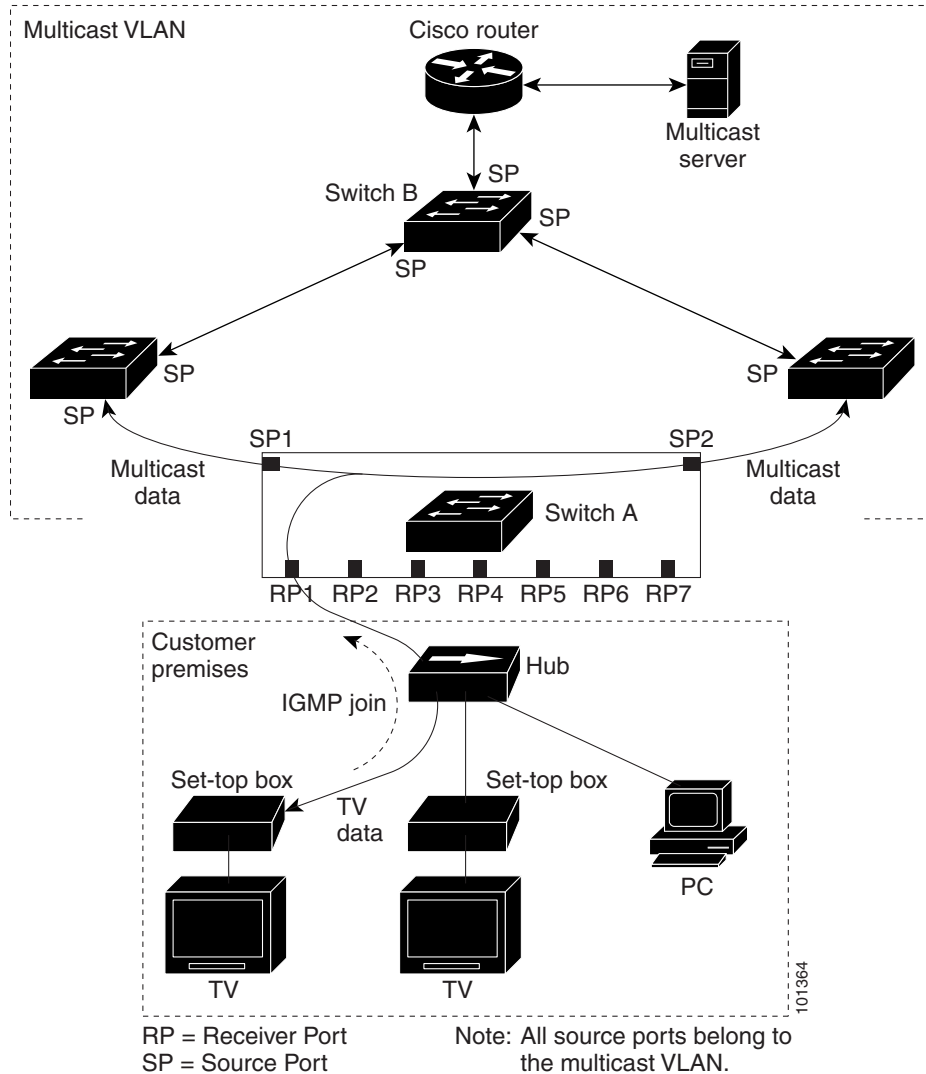 Multicast VLAN
Cisco router
Multicast
server
SP
Switch B
SP
SP
SP
SP
SP
SP1
SP2
Multicast
data
Multicast
data
Switch A
RP1 RP2 RP3 RP4 RP5 RP6 RP7
Customer
premises
Hub
IGMP join
Set-top box
Set-top box
TV
data
PC
TV
TV
101364
RP = Receiver Port
SP = Source Port
Note: All source ports belong to
the multicast VLAN.